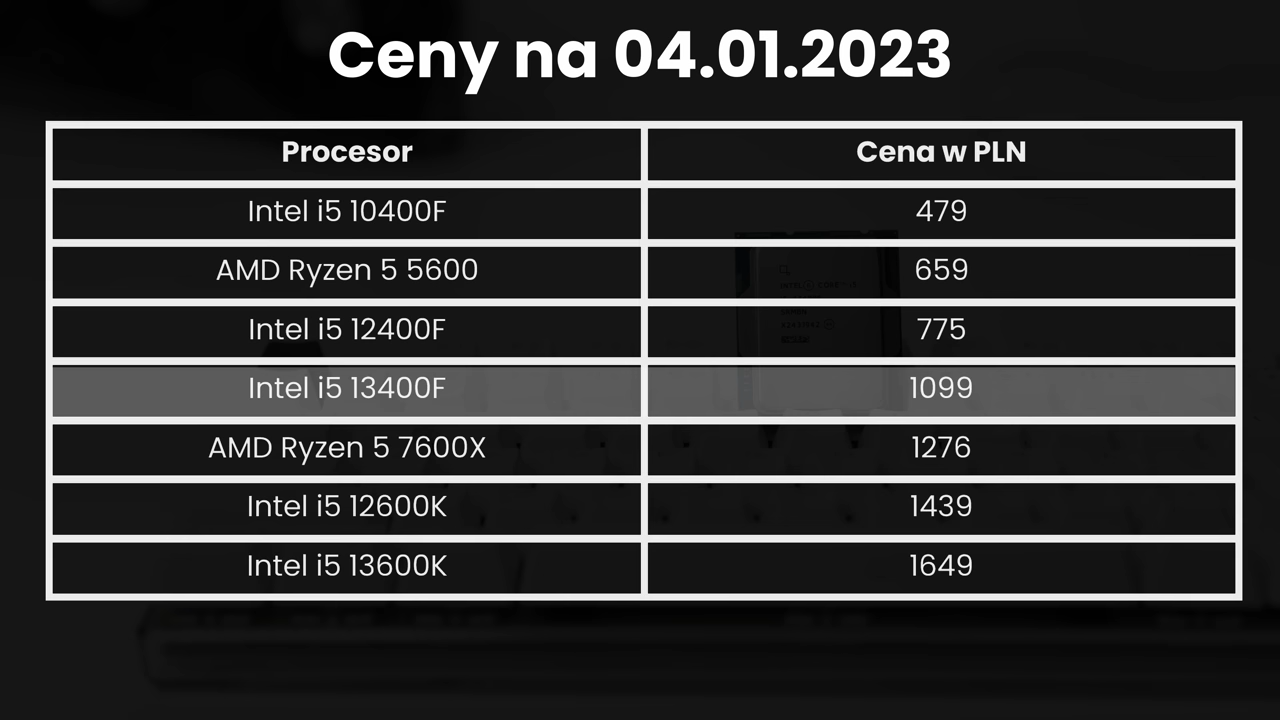 Ceny na 04.01.2023
Procesor Cena w PLN
Intel i5 10400F 479
AMD Ryzen 5 5600 659
Intel i5 12400F 775
Intel i5 13400F 1099
AMD Ryzen 5 7600X 1276
Intel i5 12600K 1439
Intel i5 13600K 1649